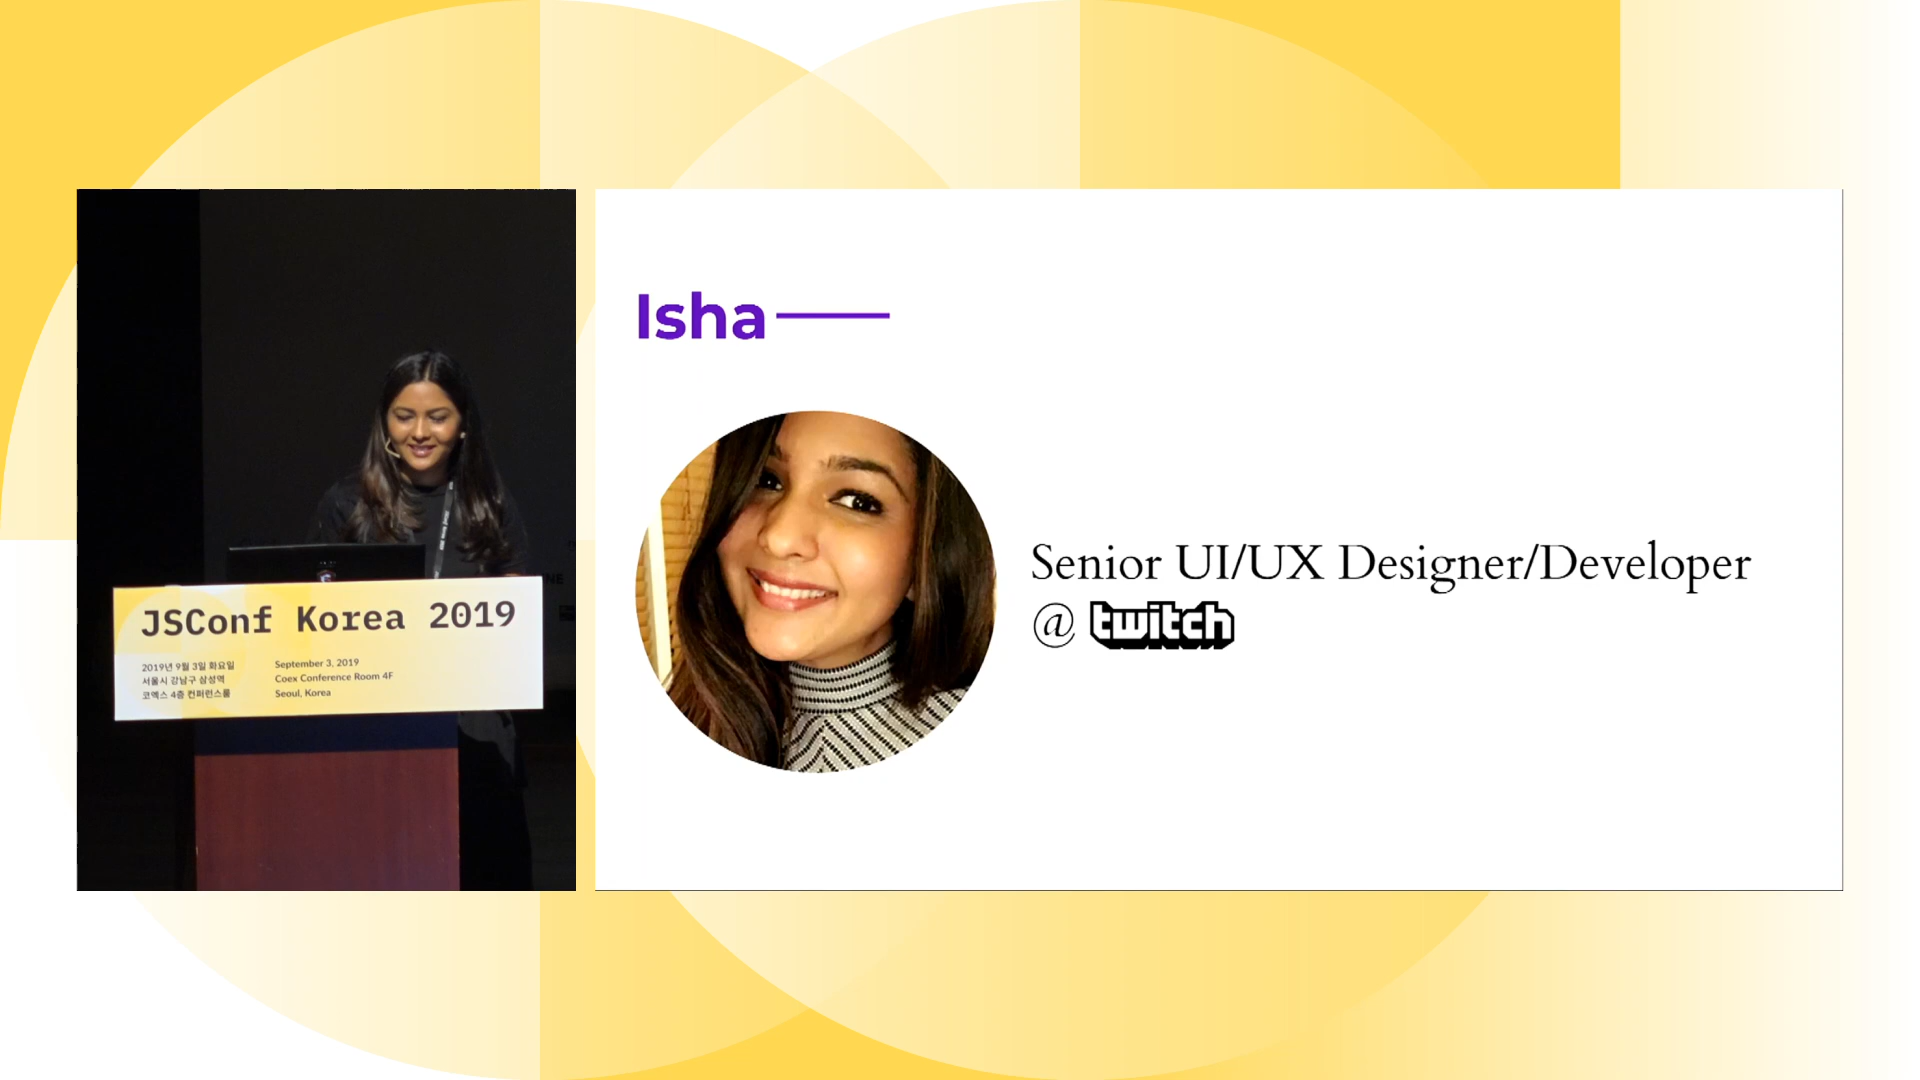 JSConf Korea 2019
2019년 9월 3일 화요일
서울시 강남구 삼성역
코엑스 4층 컨퍼런스룸
September 3, 2019
Coex Conference Room 4F
Seoul, Korea
Isha
Senior UI/UX Designer/Developer
@ twitch